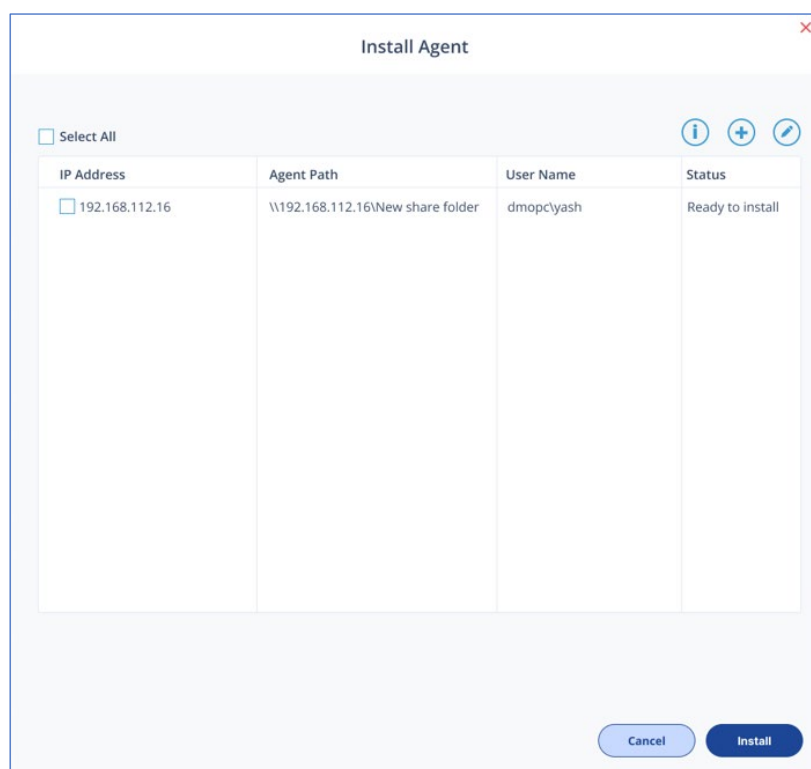 Install Agent
Select All
IP Address Agent Path User Name Status
192.168.112.16 \\192.168.112.16\New share folder dmopc\yash Ready to install
Cancel Install